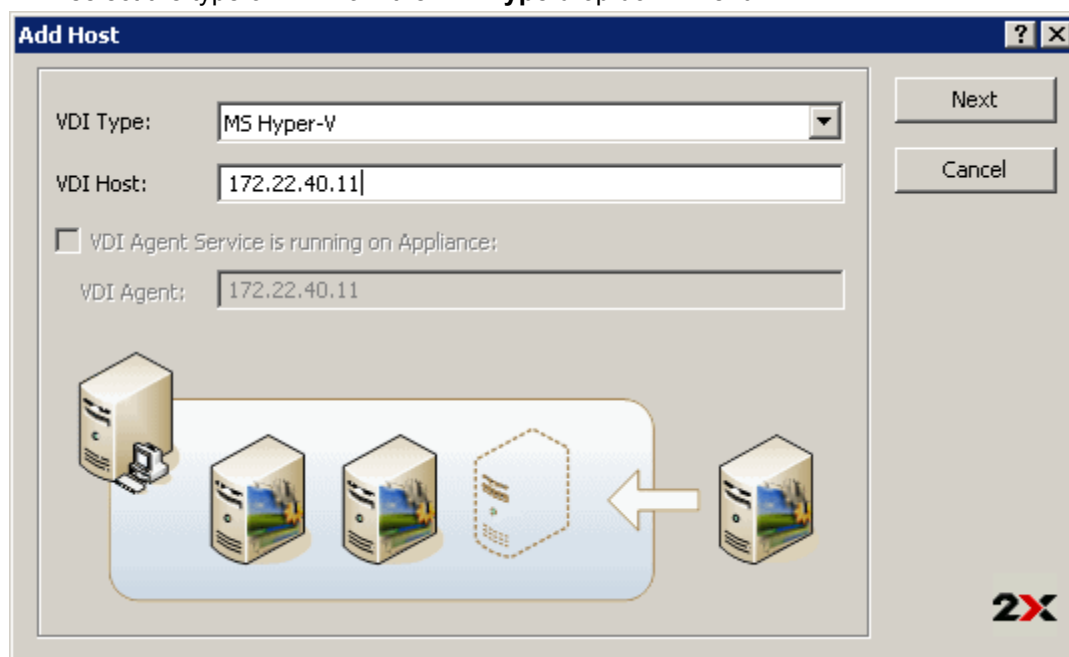 Add Host
VDI Type: MS Hyper-V
Next
VDI Host: 172.22.40.11
Cancel
VDI Agent Service is running on Appliance:
VDI Agent: 172.22.40.11
2X